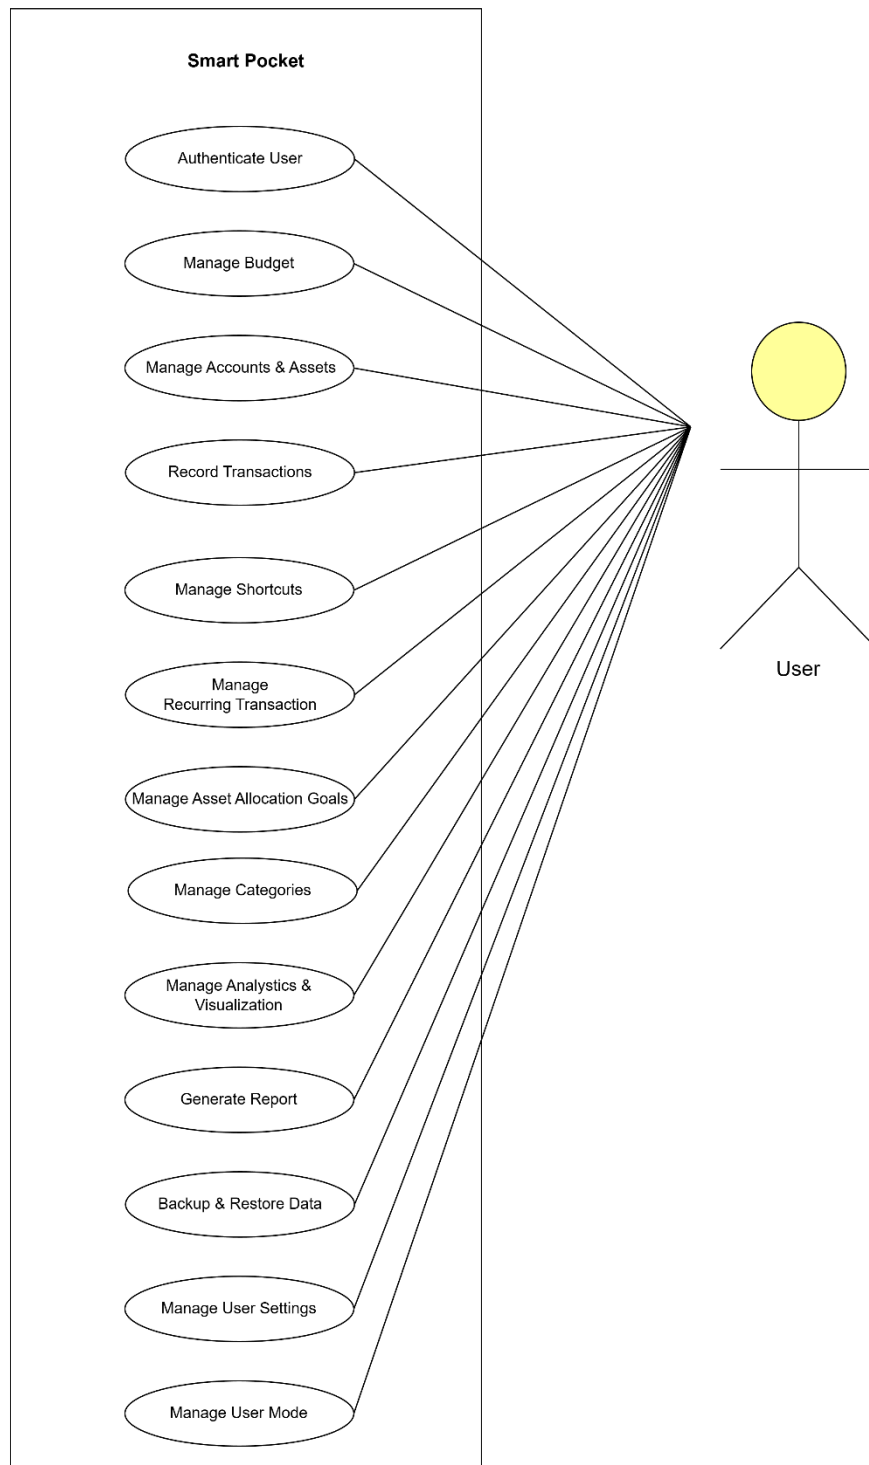 Smart Pocket
Authenticate User
Manage Budget
Manage Accounts & Assets
Record Transactions
Manage Shortcuts
Manage
Recurring Transaction
Manage Asset Allocation Goals
Manage Categories
Manage Analystics &
Visualization
Generate Report
Backup & Restore Data
Manage User Settings
Manage User Mode
User